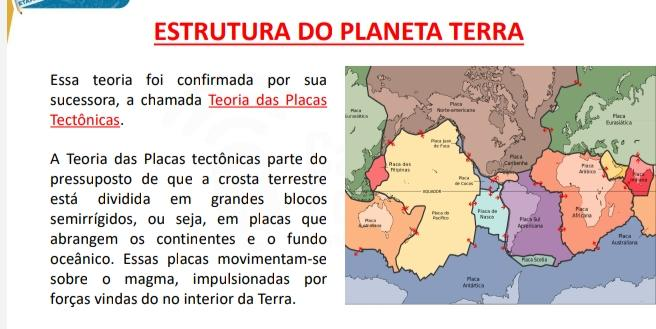 ESTRUTURA DO PLANETA TERRA
Essa teoria foi confirmada por sua
sucessora, a chamada Teoria das Placas
Tectônicas.
A Teoria das Placas tectônicas parte do
pressuposto de que a crosta terrestre
está dividida em grandes blocos
semirrígidos, ou seja, em placas que
abrangem os continentes e o fundo
oceânico. Essas placas movimentam-se
sobre o magma, impulsionadas por
forças vindas do no interior da Terra.
Placa
Eurasiática
Placa
Norte-americana
Placa
Eurasiática
Placa Juan
de Fuca
Placa das
Filipinas
Placa
Caribenha
Placa
Arábica
Placa
Indiana
Placa
de Cocos
EQUADOR
Placa
Australiana
Placa do
Pacífico
Placa de
Nazca
Placa Sul
Americana
Placa
Africana
Placa
Australiana
Placa Scotia
Placa
Antártica